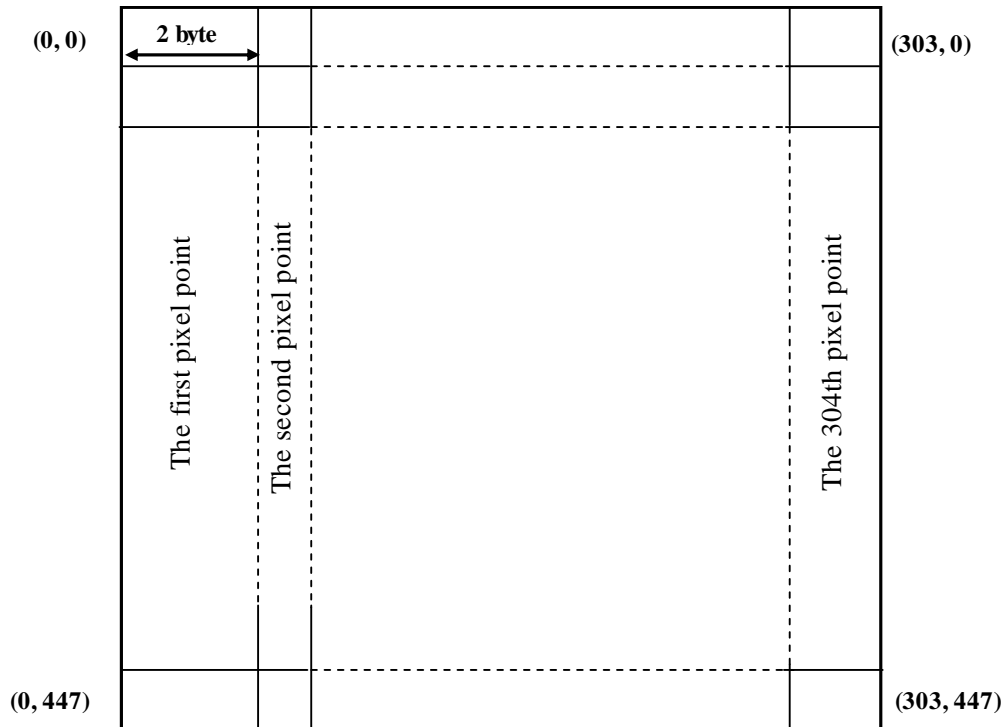 (0, 0)
2 byte
(303, 0)
The first pixel point
The second pixel point
The 304th pixel point
(0, 447)
(303, 447)